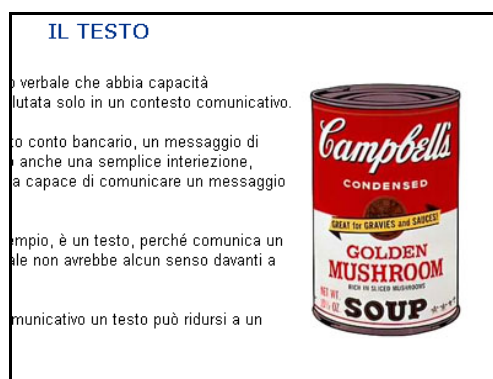 IL TESTO
verbale che abbia capacità
lutata solo in un contesto comunicativo.
to conto bancario, un messaggio di
anche una semplice interiezione,
a capace di comunicare un messaggio
empio, è un testo, perché comunica un
ale non avrebbe alcun senso davanti a
municativo un testo può ridursi a un
Campbell's
CONDENSED
GREAT for GRAVIES and SAUCES!
GOLDEN
MUSHROOM
RICH IN SLICED MUSHROOMS
NET WT.
OZ
SOUP